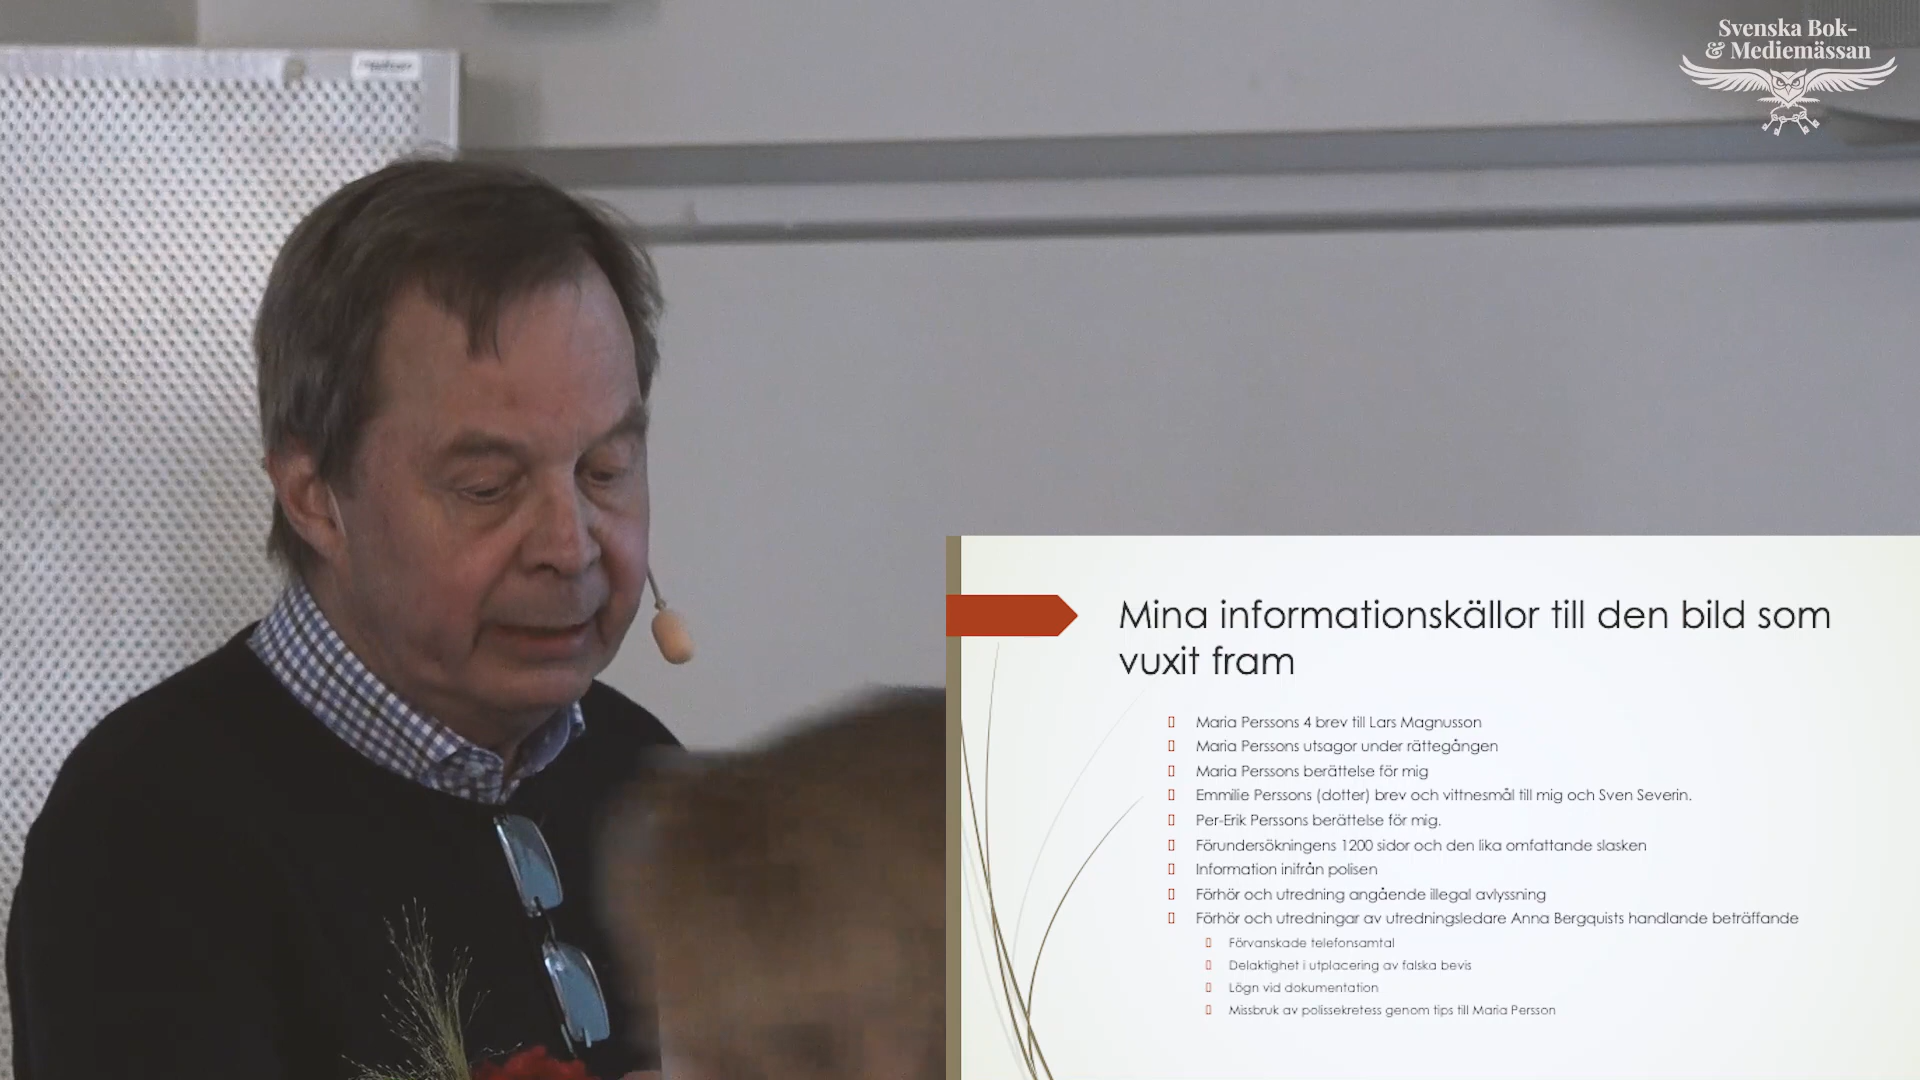 Svenska Bok-
& Mediemässan
Mina informationskällor till den bild som
vuxit fram
Maria Perssons 4 brev till Lars Magnusson
Maria Perssons utsagor under rättegången
Maria Perssons berättelse för mig
Emmilie Perssons (dotter) brev och vittnesmål till mig och Sven Severin.
Per-Erik Perssons berättelse för mig.
Förundersökningens 1200 sidor och den lika omfattande slasken
Information inifrån polisen
Förhör och utredning angående illegal avlyssning
Förhör och utredningar av utredningsledare Anna Bergquists handlande beträffande
Förvanskade telefonsamtal
Delaktighet i utplacering av falska bevis
Lögn vid dokumentation
Missbruk av polissekretess genom tips till Maria Persson